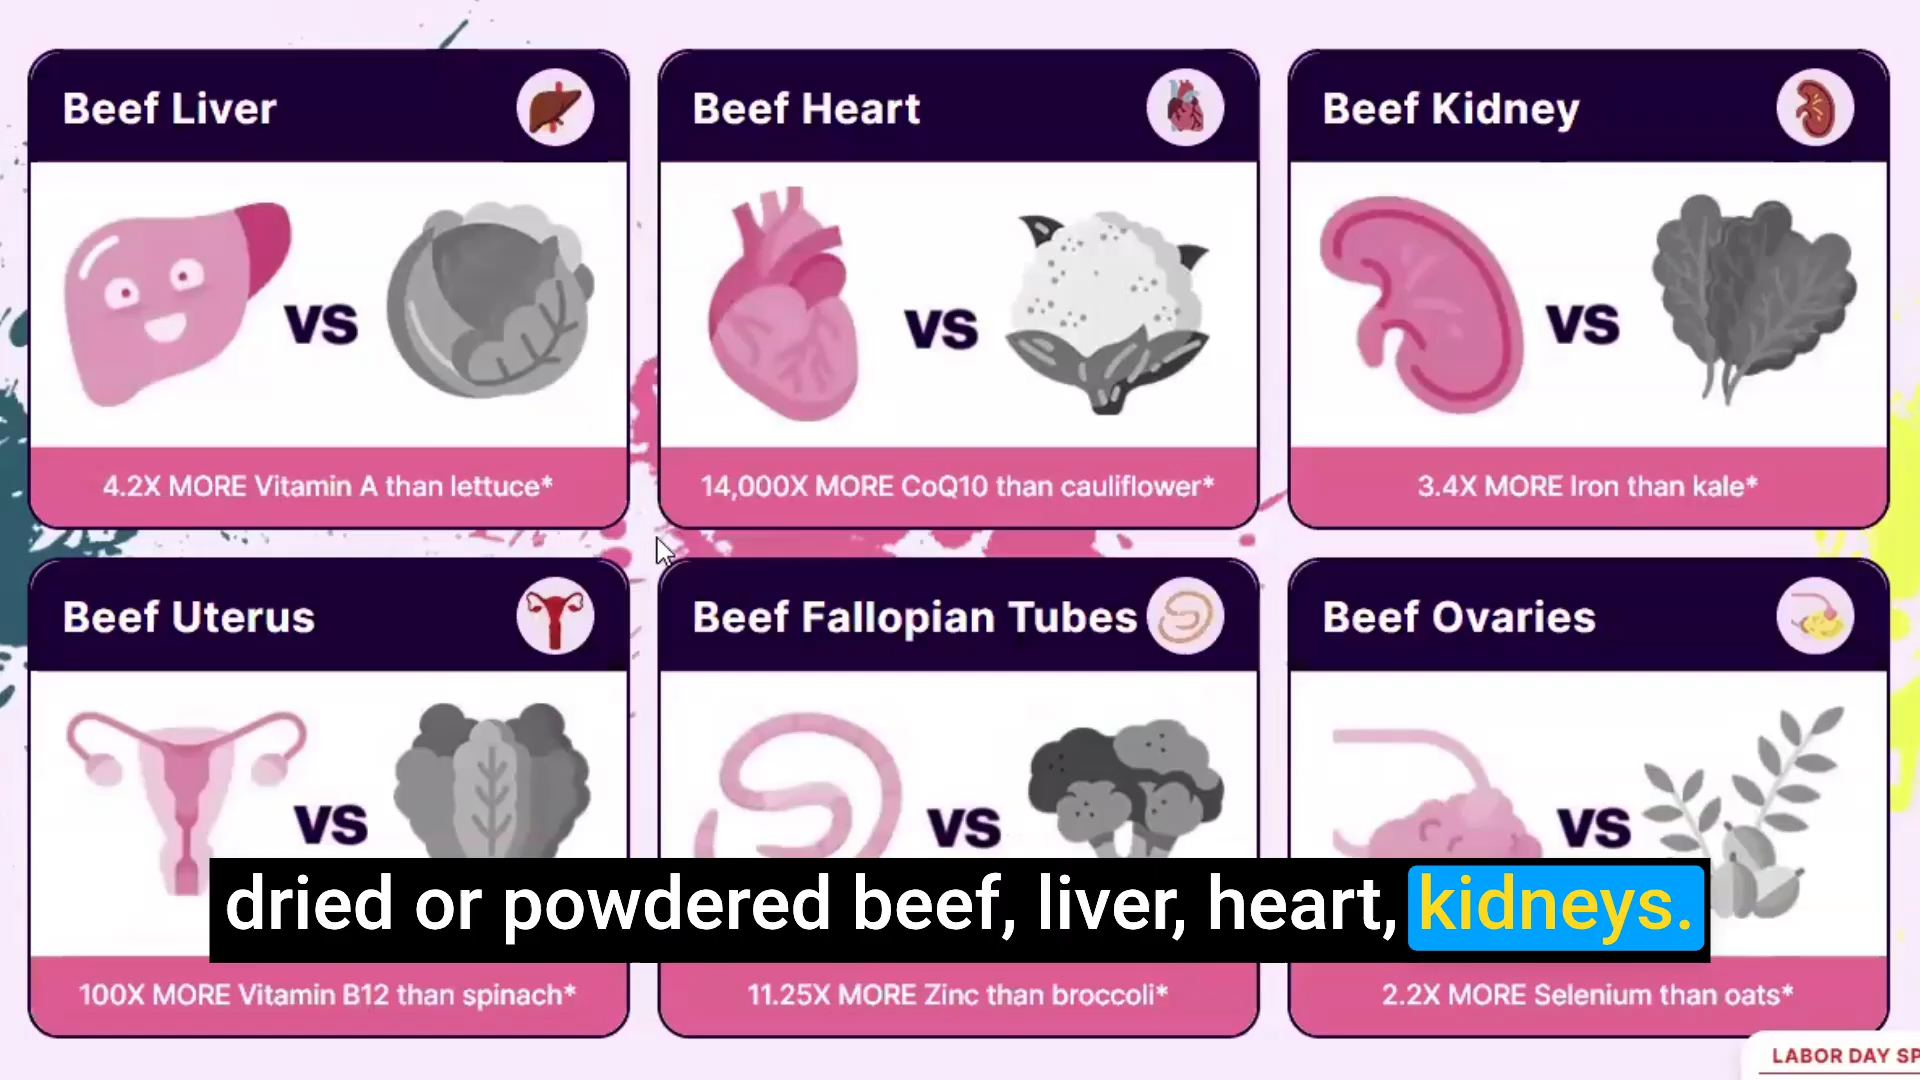 Beef Liver
VS
4.2X MORE Vitamin A than lettuce*
Beef Heart
VS
14,000X MORE CoQ10 than cauliflower*
Beef Kidney
VS
3.4X MORE Iron than kale*
Beef Uterus
VS
100X MORE Vitamin B12 than spinach*
Beef Fallopian Tubes
VS
11.25X MORE Zinc than broccoli*
Beef Ovaries
VS
2.2X MORE Selenium than oats*
dried or powdered beef, liver, heart, kidneys.
LABOR DAY SP